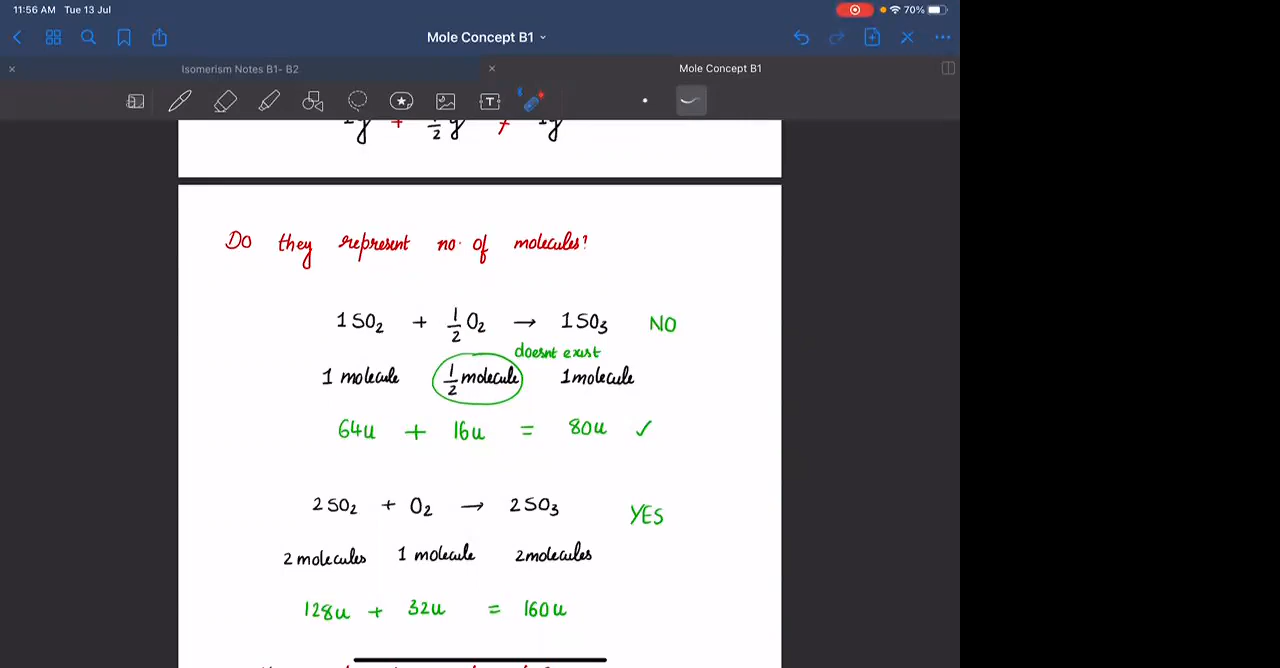 11:56 AM Tue 13 Jul
70%
Mole Concept B1
Isomerism Notes B1- B2
Mole Concept B1
Do they represent no. of molecules?
1 SO₂ + 1/2 O₂ → 1 SO₃ NO
doesnt exist
1 molecule 1/2 molecule 1 molecule
64u + 16u = 80u ✓
2 SO₂ + O₂ → 2 SO₃ YES
2 molecules 1 molecule 2 molecules
128u + 32u = 160u